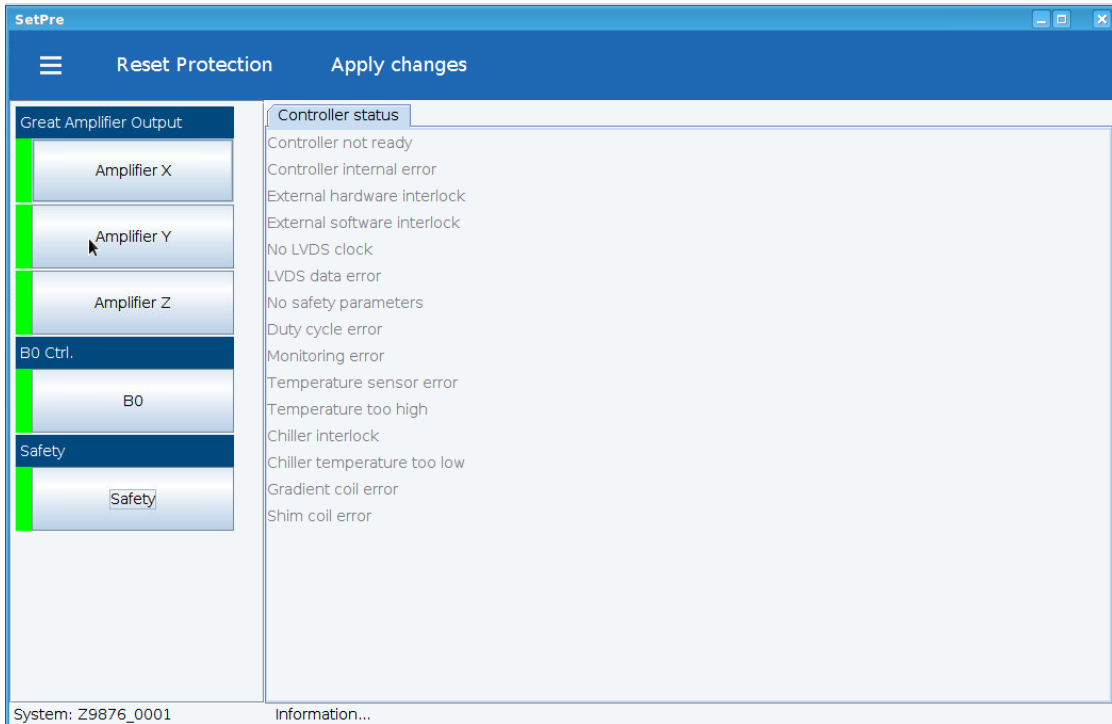 SetPre
Reset Protection Apply changes
Great Amplifier Output
Amplifier X
Amplifier Y
Amplifier Z
B0 Ctrl.
B0
Safety
Safety
Controller status
Controller not ready
Controller internal error
External hardware interlock
External software interlock
No LVDS clock
LVDS data error
No safety parameters
Duty cycle error
Monitoring error
Temperature sensor error
Temperature too high
Chiller interlock
Chiller temperature too low
Gradient coil error
Shim coil error
System: Z9876_0001 Information...